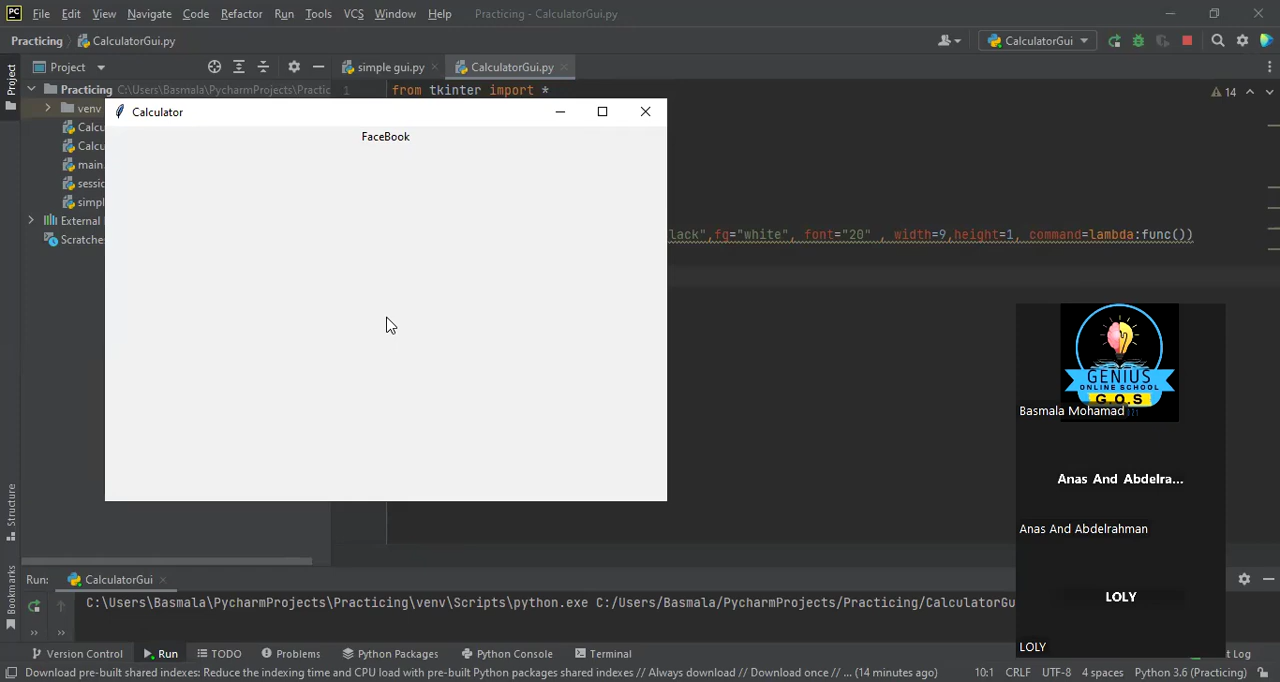 File Edit View Navigate Code Refactor Run Tools VCS Window Help Practicing - CalculatorGui.py
Practicing CalculatorGui.py CalculatorGui
Project simple gui.py CalculatorGui.py
Practicing C:\Users\Basmala\PycharmProjects\Practic 1 from tkinter import * 14
venv
Calculator
Calcu
FaceBook
Calcu
main.
sessic
simpl
External
Scratches
lack",fg="white", font="20" , width=9,height=1, command=lambda:func())
GENIUS
ONLINE SCHOOL
G.O.S
Basmala Mohamad
Anas And Abdelra...
Anas And Abdelrahman
LOLY
LOLY
Project
Structure
Bookmarks
Run: CalculatorGui
C:\Users\Basmala\PycharmProjects\Practicing\venv\Scripts\python.exe C:/Users/Basmala/PycharmProjects/Practicing/CalculatorGu
Version Control Run TODO Problems Python Packages Python Console Terminal t Log
Download pre-built shared indexes: Reduce the indexing time and CPU load with pre-built Python packages shared indexes // Always download // Download once // ... (14 minutes ago) 10:1 CRLF UTF-8 4 spaces Python 3.6 (Practicing)